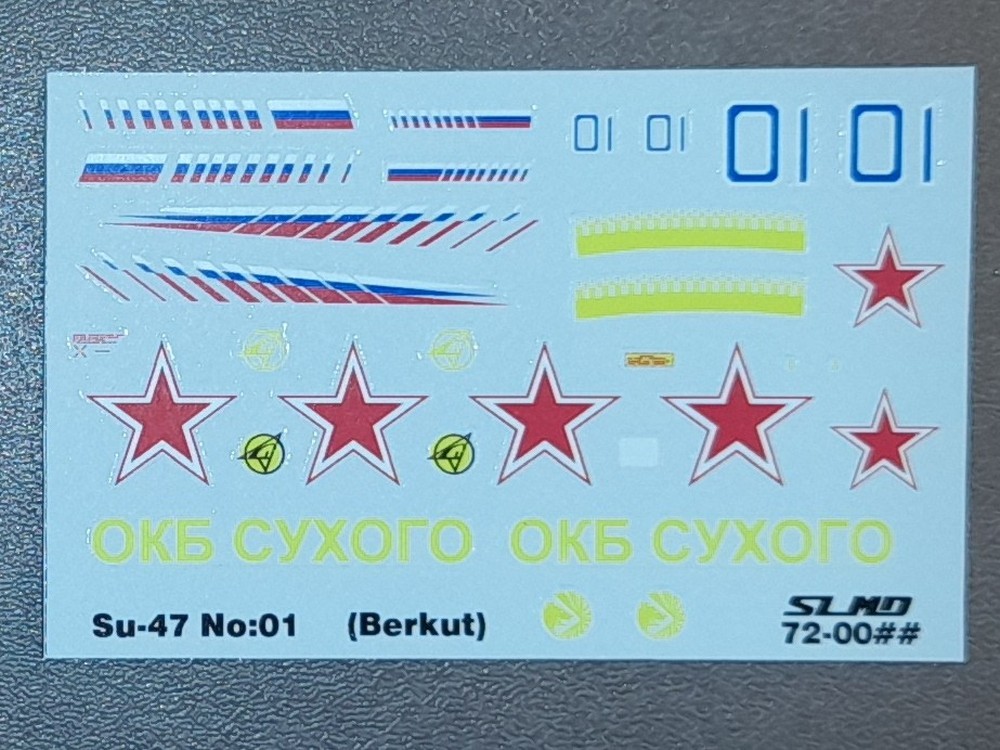 01 01 01 01
ОКБ СУХОГО ОКБ СУХОГО
Su-47 No:01 (Berkut)
SLMD
72-00##